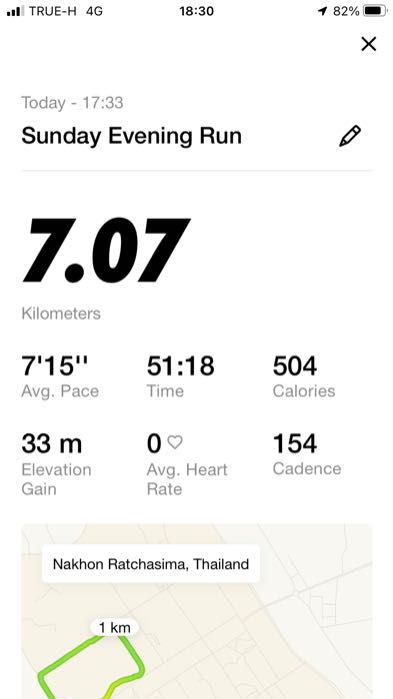 TRUE-H 4G 18:30 82%
Today - 17:33
Sunday Evening Run
7.07
Kilometers
7'15'' 51:18 504
Avg. Pace Time Calories
33 m 0 154
Elevation Gain Avg. Heart Rate Cadence
Nakhon Ratchasima, Thailand
1 km